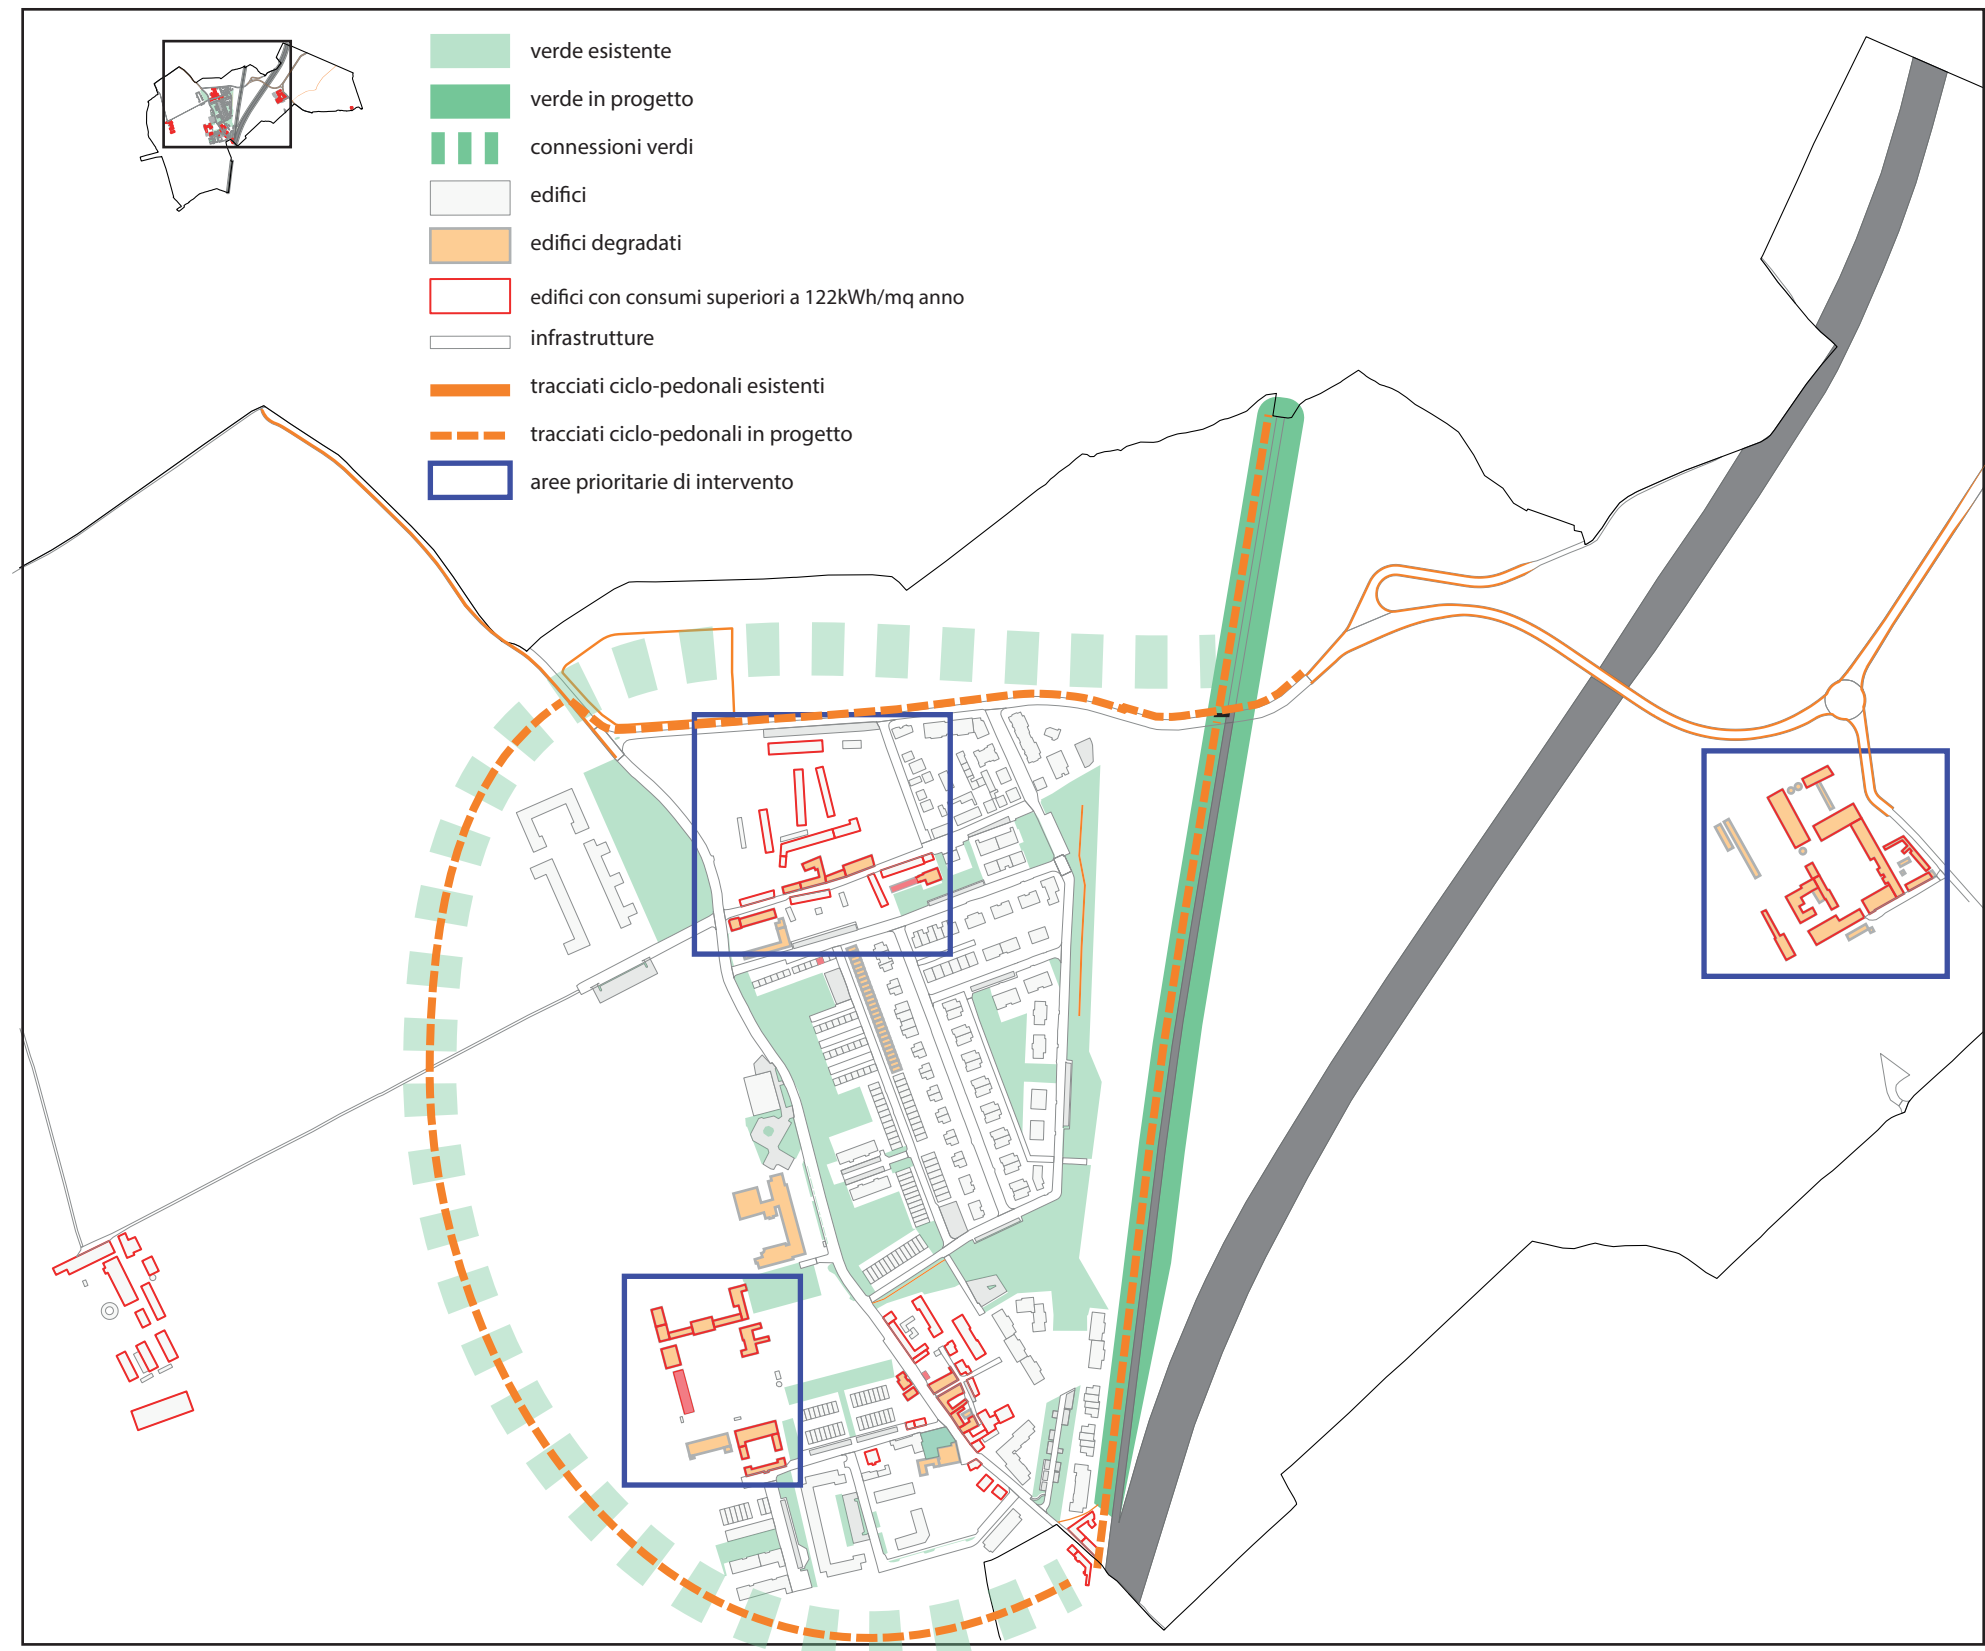 verde esistente
verde in progetto
connessioni verdi
edifici
edifici degradati
edifici con consumi superiori a 122kWh/mq anno
infrastrutture
tracciati ciclo-pedonali esistenti
tracciati ciclo-pedonali in progetto
aree prioritarie di intervento